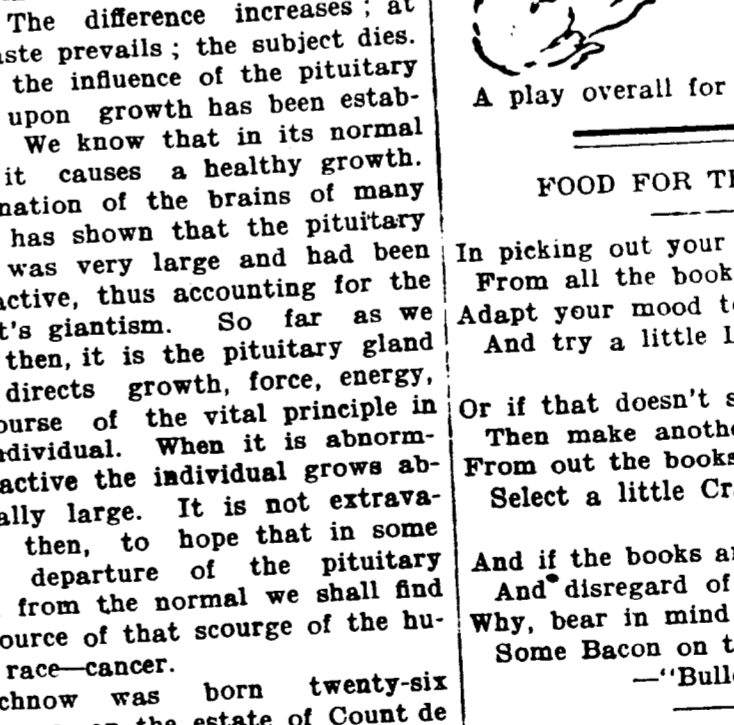 The difference increases; at
aste prevails; the subject dies.
the influence of the pituitary
upon growth has been estab-
We know that in its normal
it causes a healthy growth.
nation of the brains of many
has shown that the pituitary
was very large and had been
active, thus accounting for the
t's giantism. So far as we
then, it is the pituitary gland
directs growth, force, energy,
ourse of the vital principle in
dividual. When it is abnorm-
active the individual grows ab-
ally large. It is not extrava-
then, to hope that in some
departure of the pituitary
from the normal we shall find
ource of that scourge of the hu-
race—cancer.
chnow was born twenty-six
the estate of Count de
A play overall for
FOOD FOR
In picking out your
From all the book
Adapt your mood
And try a little
Or if that doesn't
Then make anoth
From out the books
Select a little Cr
And if the books
And disregard of
Why, bear in mind
Some Bacon on
—"Bull